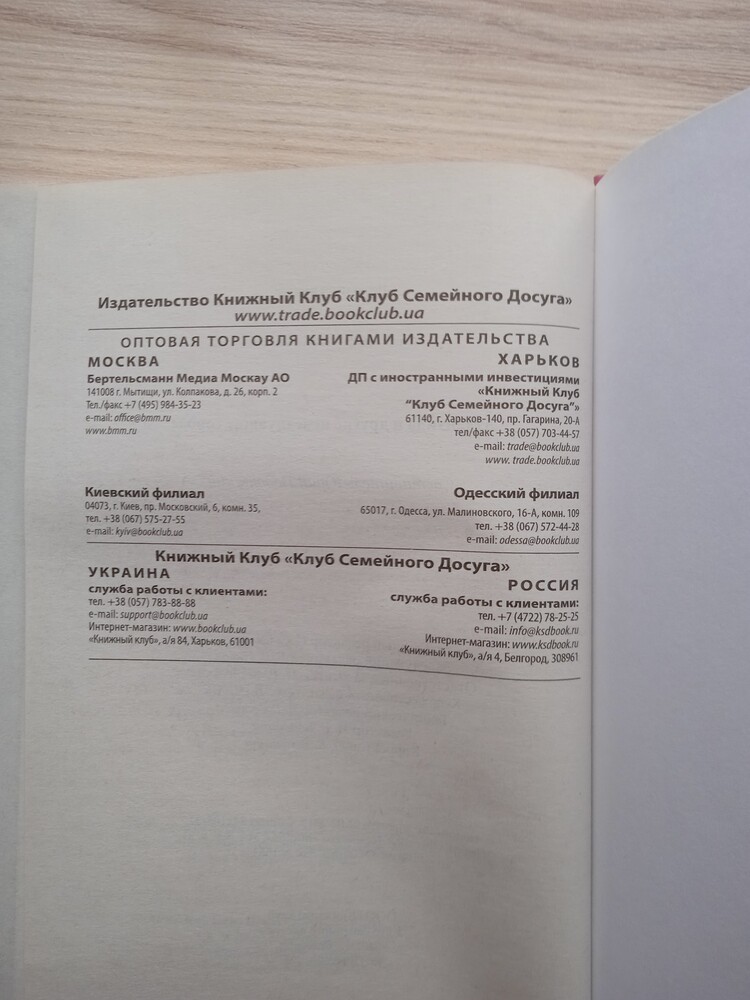 Издательство Книжный Клуб «Клуб Семейного Досуга»
www.trade.bookclub.ua
ОПТОВАЯ ТОРГОВЛЯ КНИГАМИ ИЗДАТЕЛЬСТВА
МОСКВА
Бертельсманн Медиа Москау АО
141008 г. Мытищи, ул. Колпакова, д. 26, корп. 2
Тел./факс +7 (495) 984-35-23
e-mail: office@bmm.ru
www.bmm.ru
ХАРЬКОВ
ДП с иностранными инвестициями
«Книжный Клуб
"Клуб Семейного Досуга"»
61140, г. Харьков-140, пр. Гагарина, 20-А
тел/факс +38 (057) 703-44-57
e-mail: trade@bookclub.ua
www. trade.bookclub.ua
Киевский филиал
04073, г. Киев, пр. Московский, 6, комн. 35,
тел. +38 (067) 575-27-55
e-mail: kyiv@bookclub.ua
Одесский филиал
65017, г. Одесса, ул. Малиновского, 16-А, комн. 109
тел. +38 (067) 572-44-28
e-mail: odessa@bookclub.ua
Книжный Клуб «Клуб Семейного Досуга»
УКРАИНА
служба работы с клиентами:
тел. +38 (057) 783-88-88
e-mail: support@bookclub.ua
Интернет-магазин: www.bookclub.ua
«Книжный клуб», а/я 84, Харьков, 61001
РОССИЯ
служба работы с клиентами:
тел. +7 (4722) 78-25-25
e-mail: info@ksdbook.ru
Интернет-магазин: www.ksdbook.ru
«Книжный клуб», а/я 4, Белгород, 308961